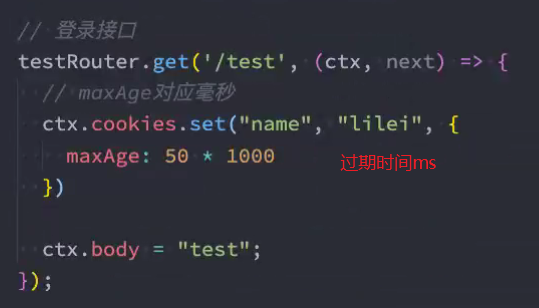 // 登录接口
testRouter.get('/test', (ctx, next) => {
// maxAge对应毫秒
ctx.cookies.set("name", "lilei", {
maxAge: 50 * 1000 过期时间ms
})
ctx.body = "test";
});